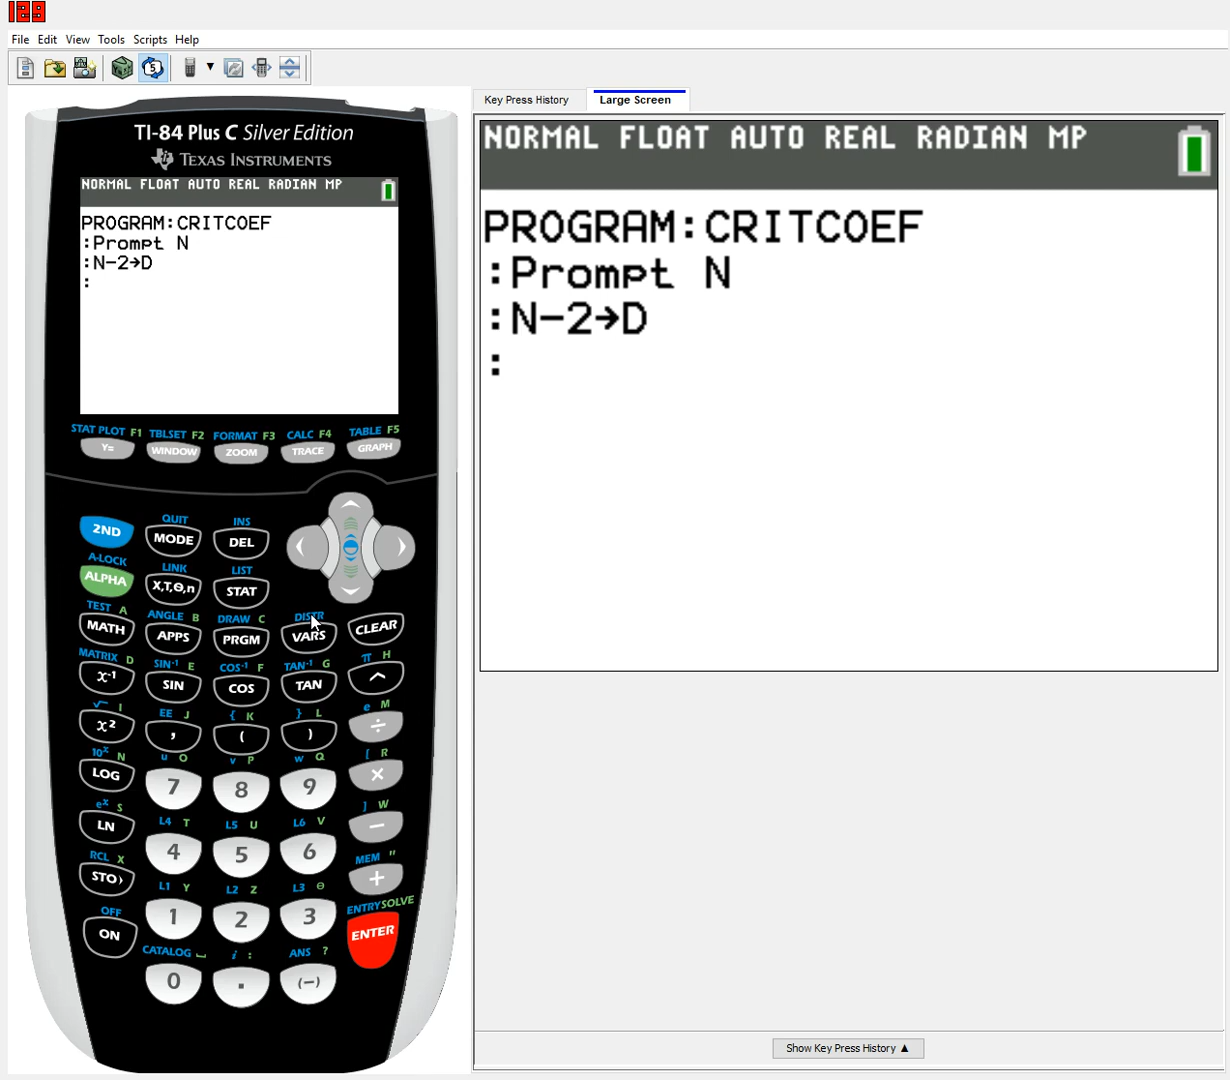 129
File Edit View Tools Scripts Help
Key Press History Large Screen
TI-84 Plus C Silver Edition
TEXAS INSTRUMENTS
NORMAL FLOAT AUTO REAL RADIAN MP
PROGRAM:CRITCOEF
:Prompt N
:N-2→D
:
STAT PLOT F1 TBLSET F2 FORMAT F3 CALC F4 TABLE F5
Y= WINDOW ZOOM TRACE GRAPH
QUIT INS
2ND MODE DEL
A-LOCK LINK LIST
ALPHA X,T,Θ,n STAT
TEST A ANGLE B DRAW C DISTR
MATH APPS PRGM VARS CLEAR
MATRIX D SIN⁻¹ E COS⁻¹ F TAN⁻¹ G π H
x⁻¹ SIN COS TAN ^
√ I EE J { K } L e M
x² , ( ) ÷
10ˣ N u O v P w Q [ R
LOG 7 8 9 ×
eˣ S L4 T L5 U L6 V ] W
LN 4 5 6 −
RCL X L1 Y L2 Z L3 Θ MEM "
STO› 1 2 3 +
OFF CATALOG ⎵ i : ANS ? ENTRY SOLVE
ON 0 . (−) ENTER
NORMAL FLOAT AUTO REAL RADIAN MP
PROGRAM:CRITCOEF
:Prompt N
:N-2→D
:
Show Key Press History ▲